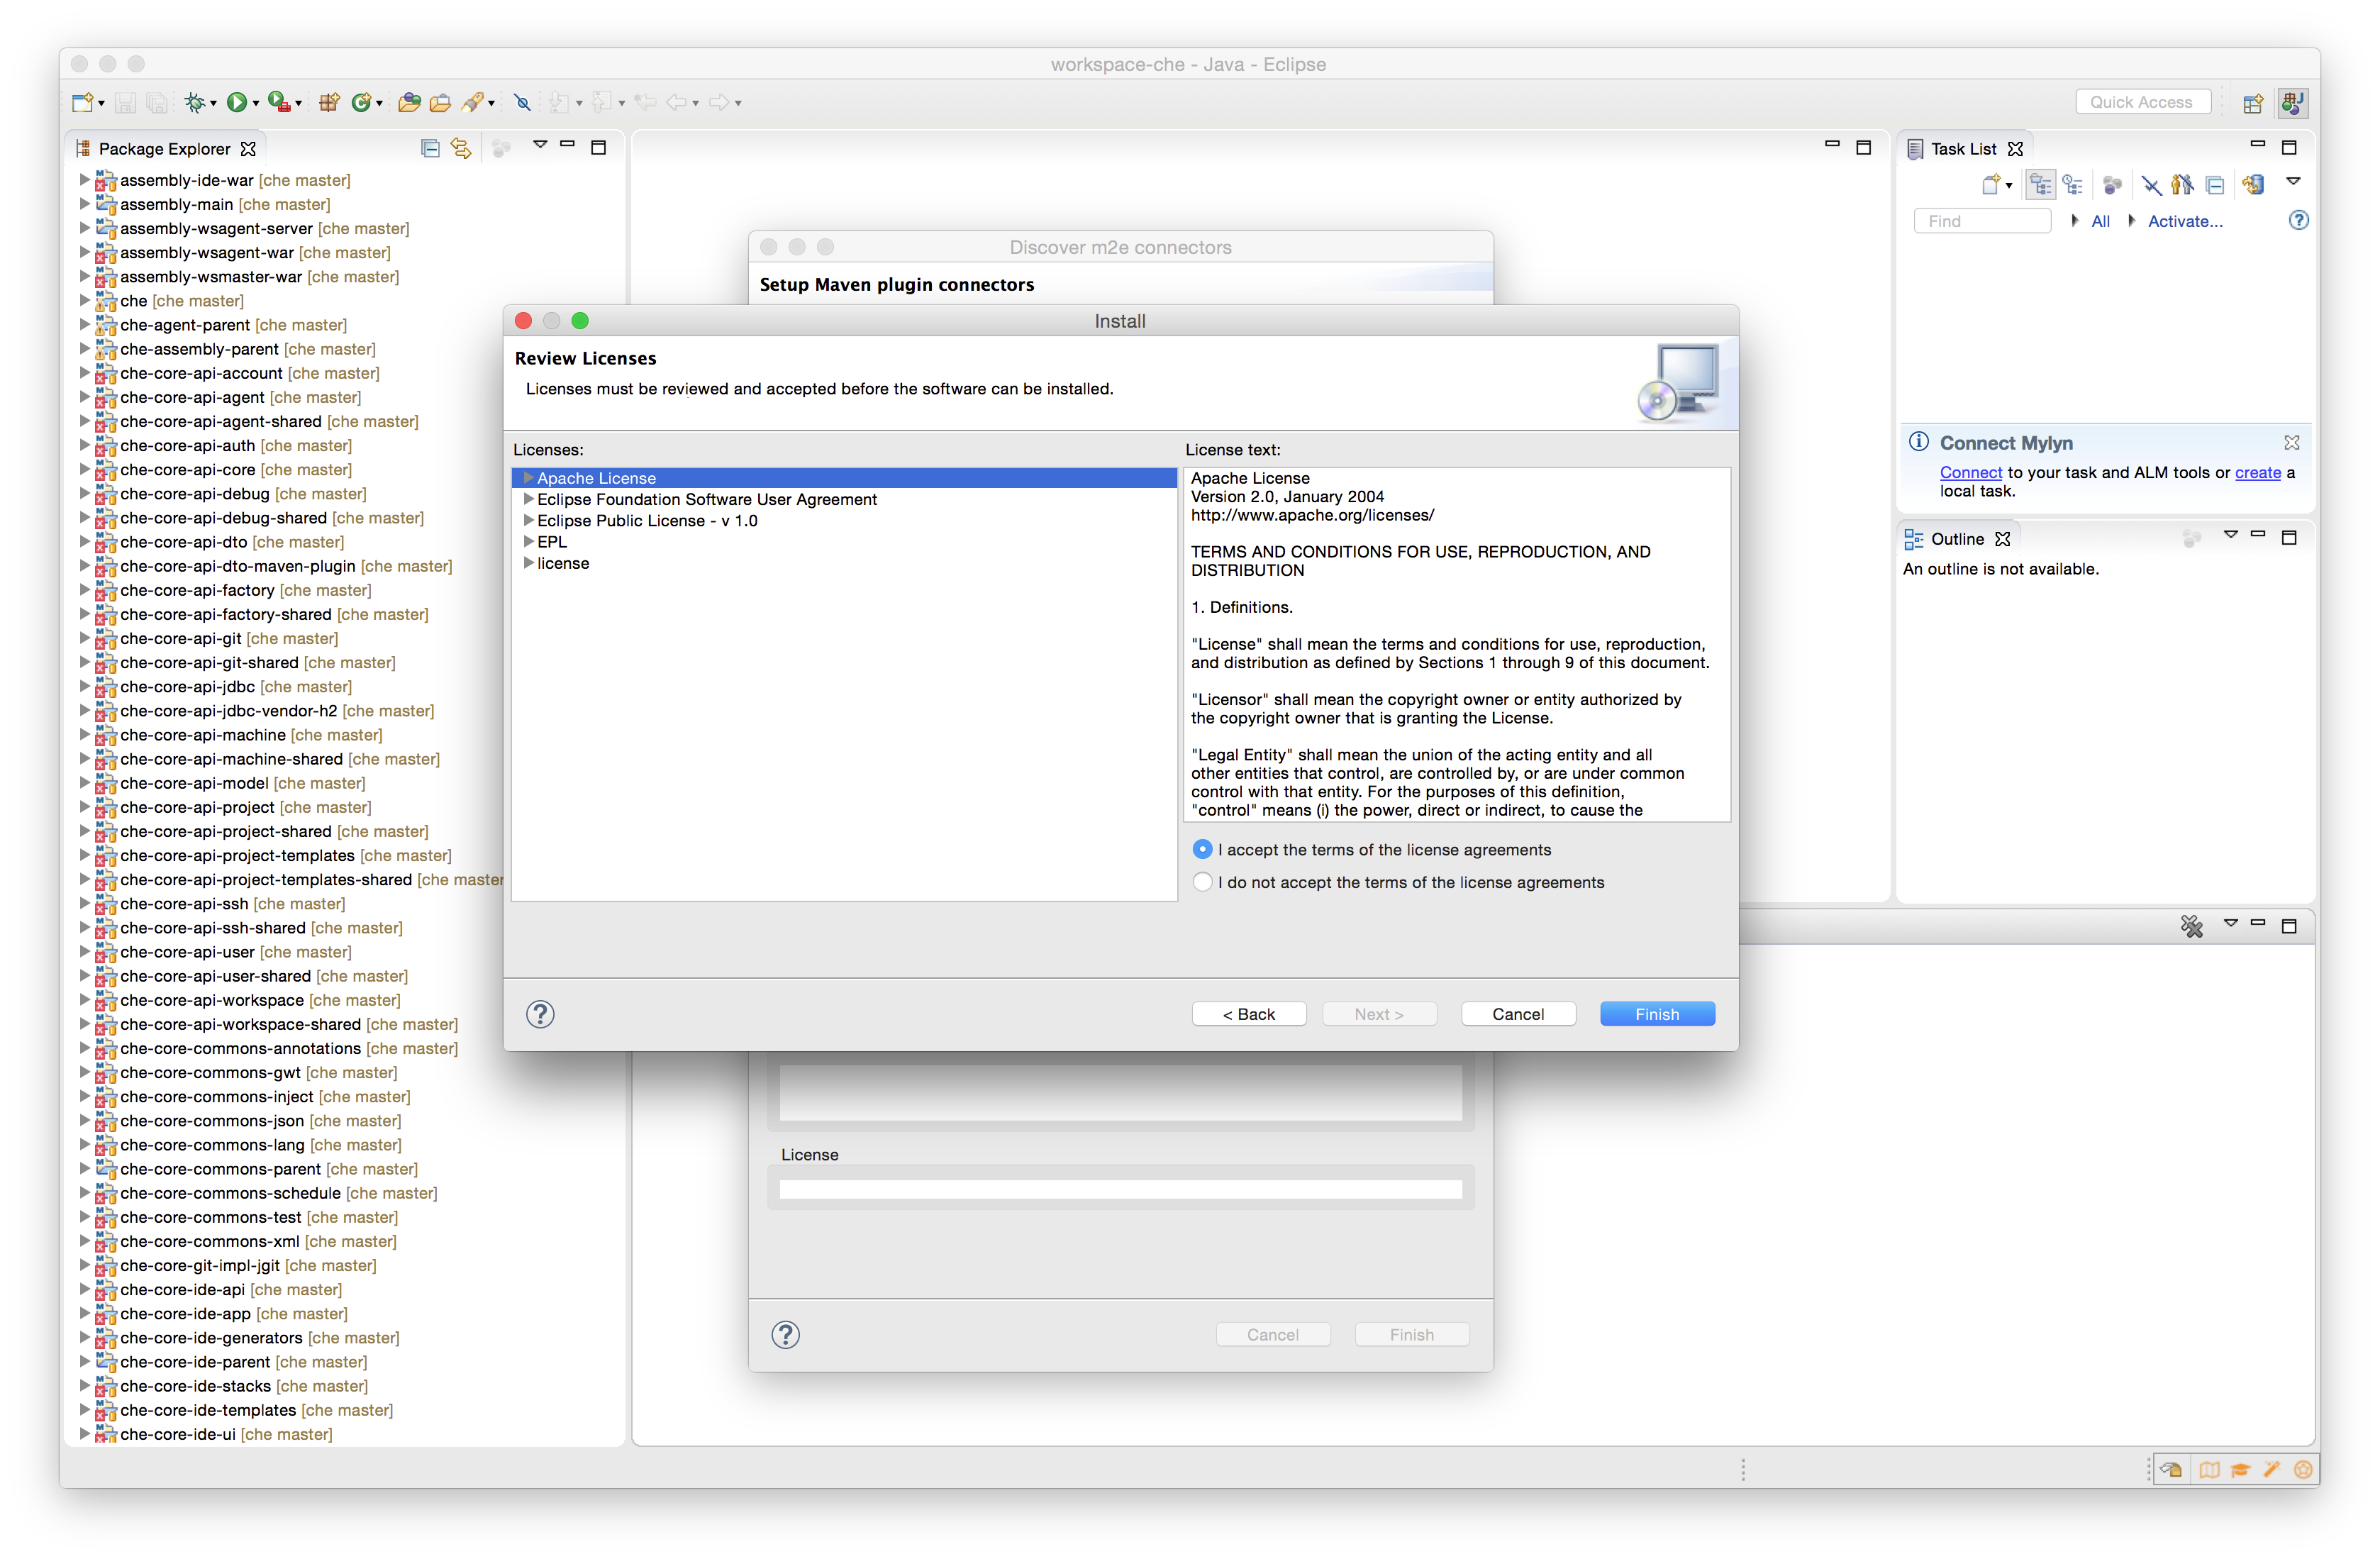 workspace-che - Java - Eclipse
Quick Access
Package Explorer
assembly-ide-war [che master]
assembly-main [che master]
assembly-wsagent-server [che master]
assembly-wsagent-war [che master]
assembly-wsmaster-war [che master]
che [che master]
che-agent-parent [che master]
che-assembly-parent [che master]
che-core-api-account [che master]
che-core-api-agent [che master]
che-core-api-agent-shared [che master]
che-core-api-auth [che master]
che-core-api-core [che master]
che-core-api-debug [che master]
che-core-api-debug-shared [che master]
che-core-api-dto [che master]
che-core-api-dto-maven-plugin [che master]
che-core-api-factory [che master]
che-core-api-factory-shared [che master]
che-core-api-git [che master]
che-core-api-git-shared [che master]
che-core-api-jdbc [che master]
che-core-api-jdbc-vendor-h2 [che master]
che-core-api-machine [che master]
che-core-api-machine-shared [che master]
che-core-api-model [che master]
che-core-api-project [che master]
che-core-api-project-shared [che master]
che-core-api-project-templates [che master]
che-core-api-project-templates-shared [che master
che-core-api-ssh [che master]
che-core-api-ssh-shared [che master]
che-core-api-user [che master]
che-core-api-user-shared [che master]
che-core-api-workspace [che master]
che-core-api-workspace-shared [che master]
che-core-commons-annotations [che master]
che-core-commons-gwt [che master]
che-core-commons-inject [che master]
che-core-commons-json [che master]
che-core-commons-lang [che master]
che-core-commons-parent [che master]
che-core-commons-schedule [che master]
che-core-commons-test [che master]
che-core-commons-xml [che master]
che-core-git-impl-jgit [che master]
che-core-ide-api [che master]
che-core-ide-app [che master]
che-core-ide-generators [che master]
che-core-ide-parent [che master]
che-core-ide-stacks [che master]
che-core-ide-templates [che master]
che-core-ide-ui [che master]
Discover m2e connectors
Setup Maven plugin connectors
Install
Review Licenses
Licenses must be reviewed and accepted before the software can be installed.
Licenses:
Apache License
Eclipse Foundation Software User Agreement
Eclipse Public License - v 1.0
EPL
license
License text:
Apache License
Version 2.0, January 2004
http://www.apache.org/licenses/
TERMS AND CONDITIONS FOR USE, REPRODUCTION, AND
DISTRIBUTION
1. Definitions.
"License" shall mean the terms and conditions for use, reproduction,
and distribution as defined by Sections 1 through 9 of this document.
"Licensor" shall mean the copyright owner or entity authorized by
the copyright owner that is granting the License.
"Legal Entity" shall mean the union of the acting entity and all
other entities that control, are controlled by, or are under common
control with that entity. For the purposes of this definition,
"control" means (i) the power, direct or indirect, to cause the
I accept the terms of the license agreements
I do not accept the terms of the license agreements
< Back
Next >
Cancel
Finish
License
Cancel
Finish
Task List
Find
All
Activate...
Connect Mylyn
Connect to your task and ALM tools or create a
local task.
Outline
An outline is not available.